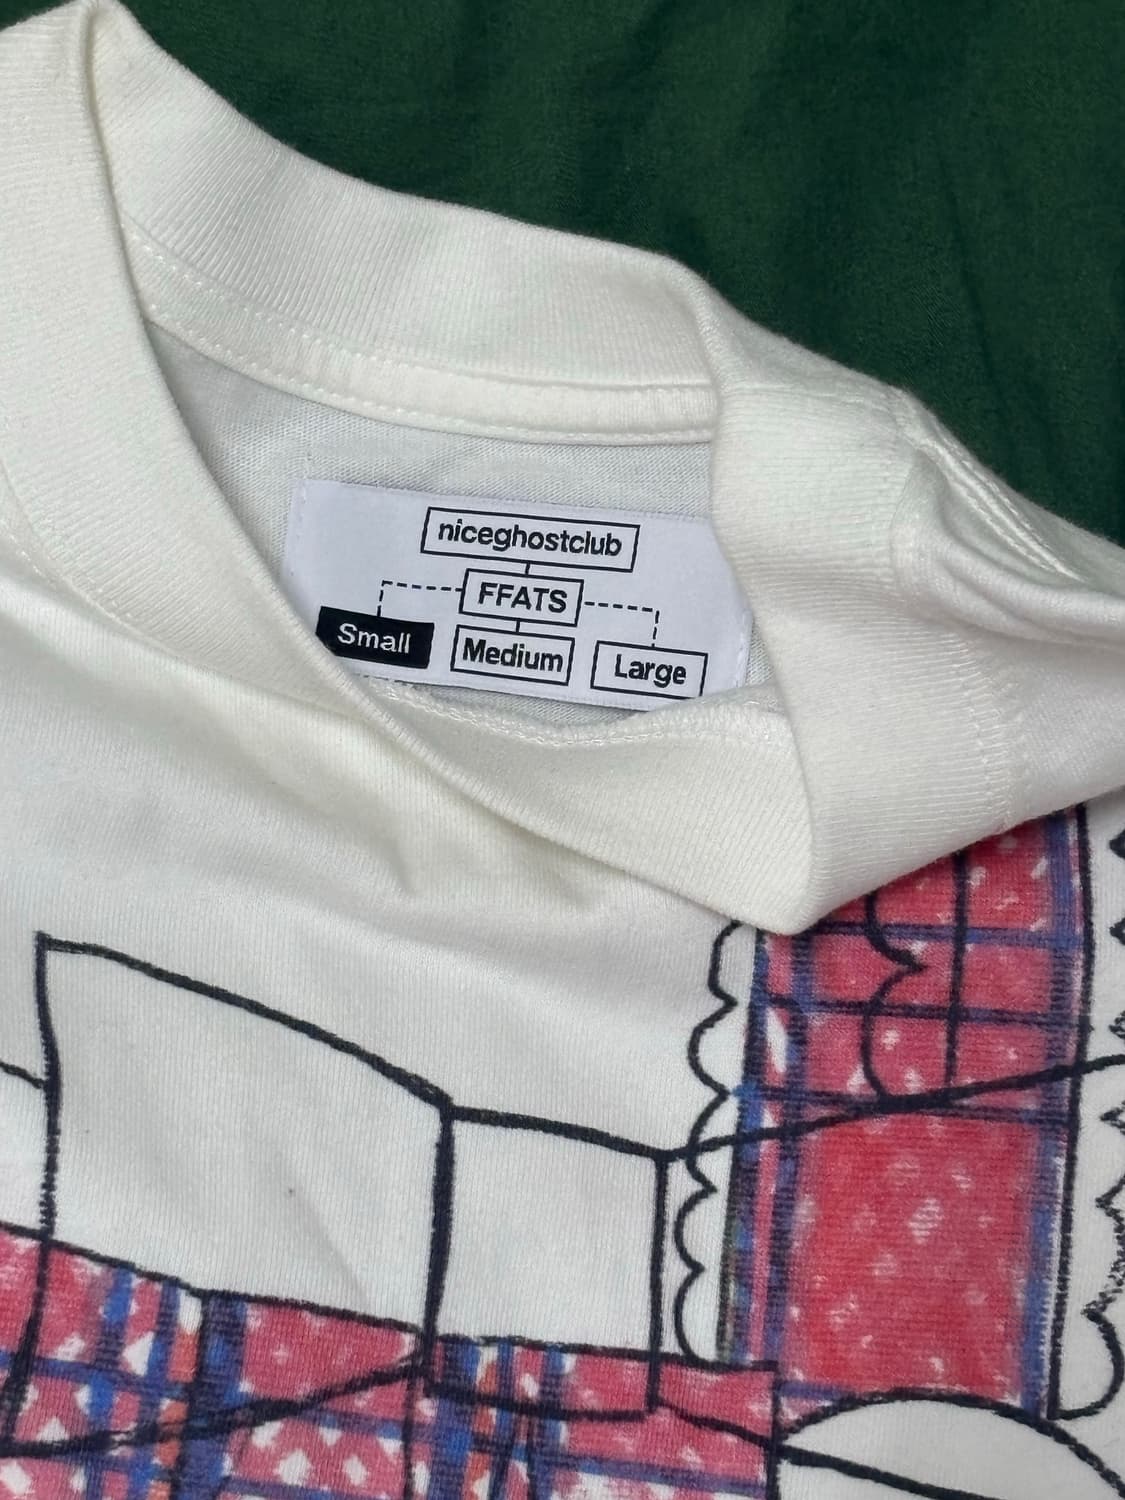 niceghostclub
FFATS
Small Medium Large